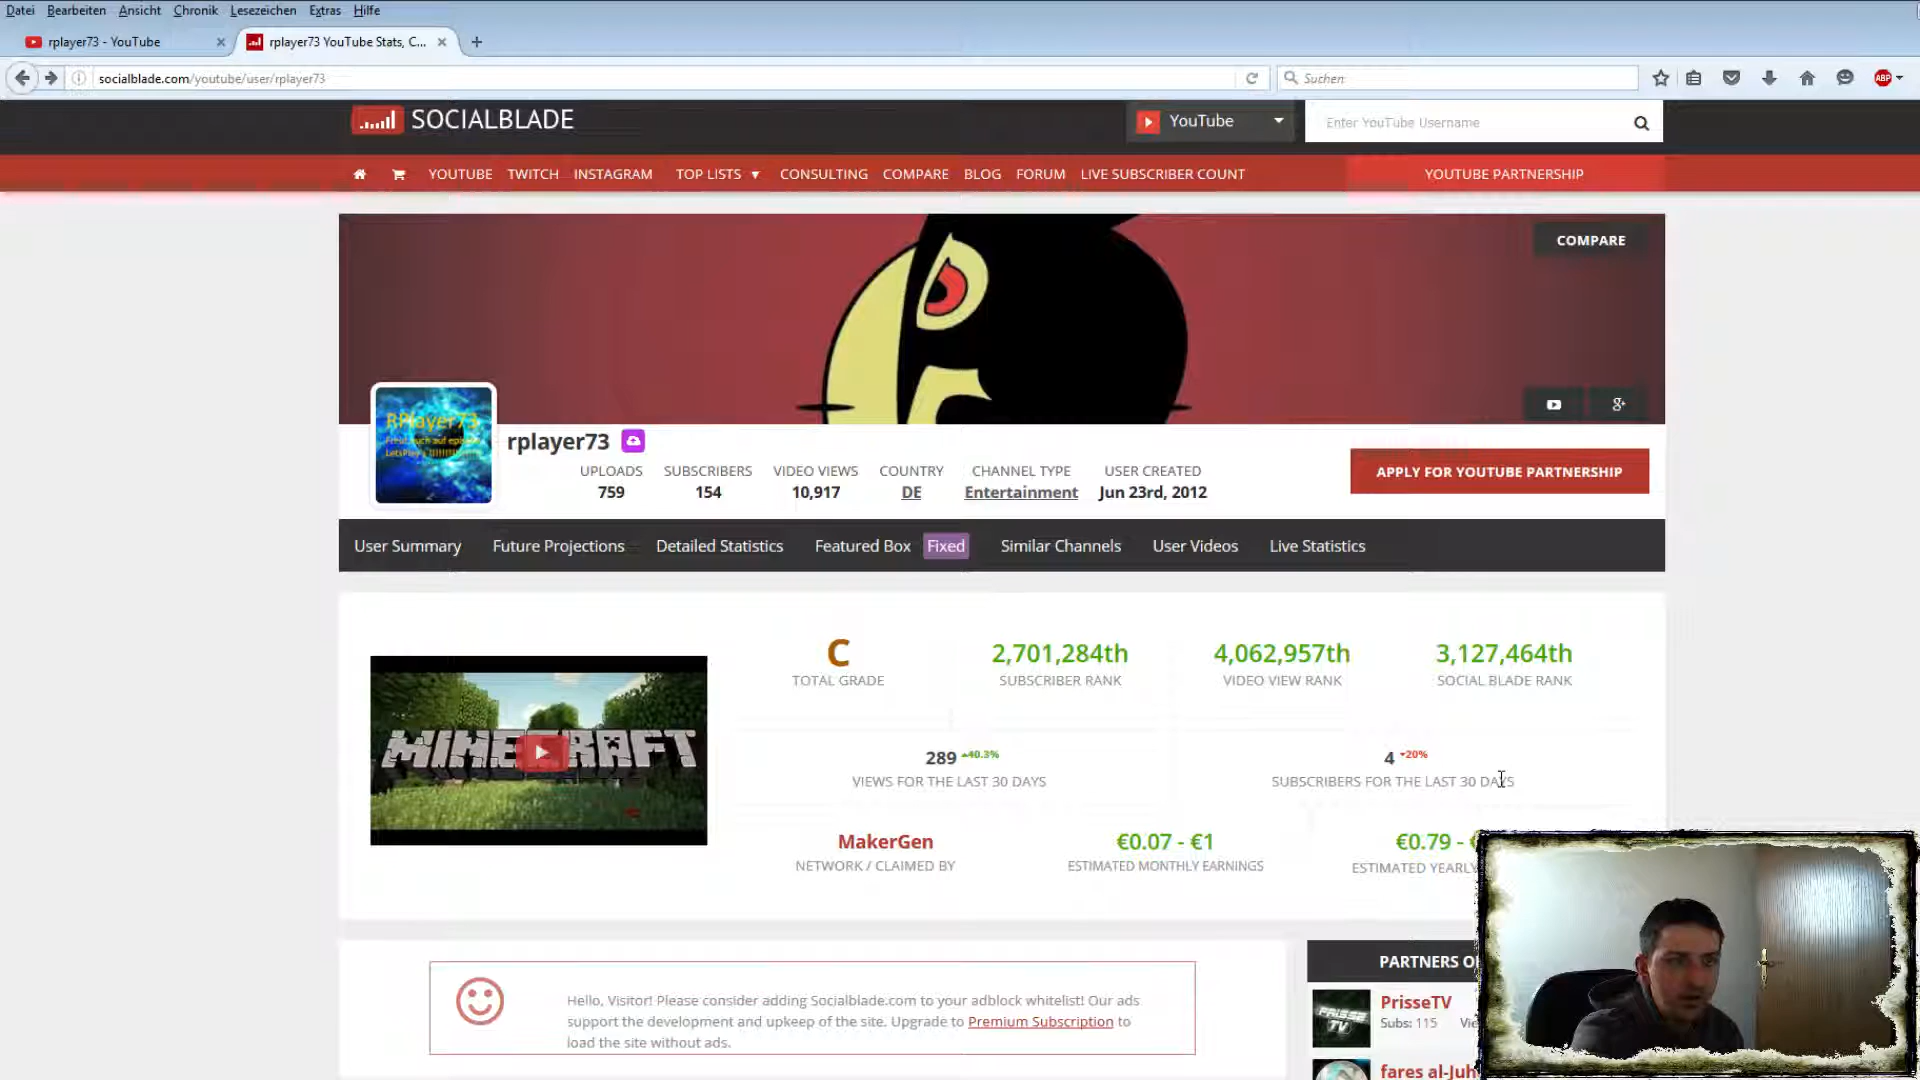 Datei Bearbeiten Ansicht Chronik Lesezeichen Extras Hilfe
rplayer73 - YouTube
rplayer73 YouTube Stats, C...
socialblade.com/youtube/user/rplayer73
Suchen
ABP
SOCIALBLADE
YouTube
Enter YouTube Username
YOUTUBE TWITCH INSTAGRAM TOP LISTS CONSULTING COMPARE BLOG FORUM LIVE SUBSCRIBER COUNT
YOUTUBE PARTNERSHIP
COMPARE
RPlayer73
rplayer73
UPLOADS SUBSCRIBERS VIDEO VIEWS COUNTRY CHANNEL TYPE USER CREATED
759 154 10,917 DE Entertainment Jun 23rd, 2012
APPLY FOR YOUTUBE PARTNERSHIP
User Summary Future Projections Detailed Statistics Featured Box Fixed Similar Channels User Videos Live Statistics
C 2,701,284th 4,062,957th 3,127,464th
TOTAL GRADE SUBSCRIBER RANK VIDEO VIEW RANK SOCIAL BLADE RANK
MINECRAFT
289 40.3% 4 20%
VIEWS FOR THE LAST 30 DAYS SUBSCRIBERS FOR THE LAST 30 DAYS
MakerGen €0.07 - €1 €0.79 -
NETWORK / CLAIMED BY ESTIMATED MONTHLY EARNINGS ESTIMATED YEARLY
Hello, Visitor! Please consider adding Socialblade.com to your adblock whitelist! Our ads
support the development and upkeep of the site. Upgrade to Premium Subscription to
load the site without ads.
PARTNERS
PRISSE TV
PrisseTV
Subs: 115
fares al-Juh